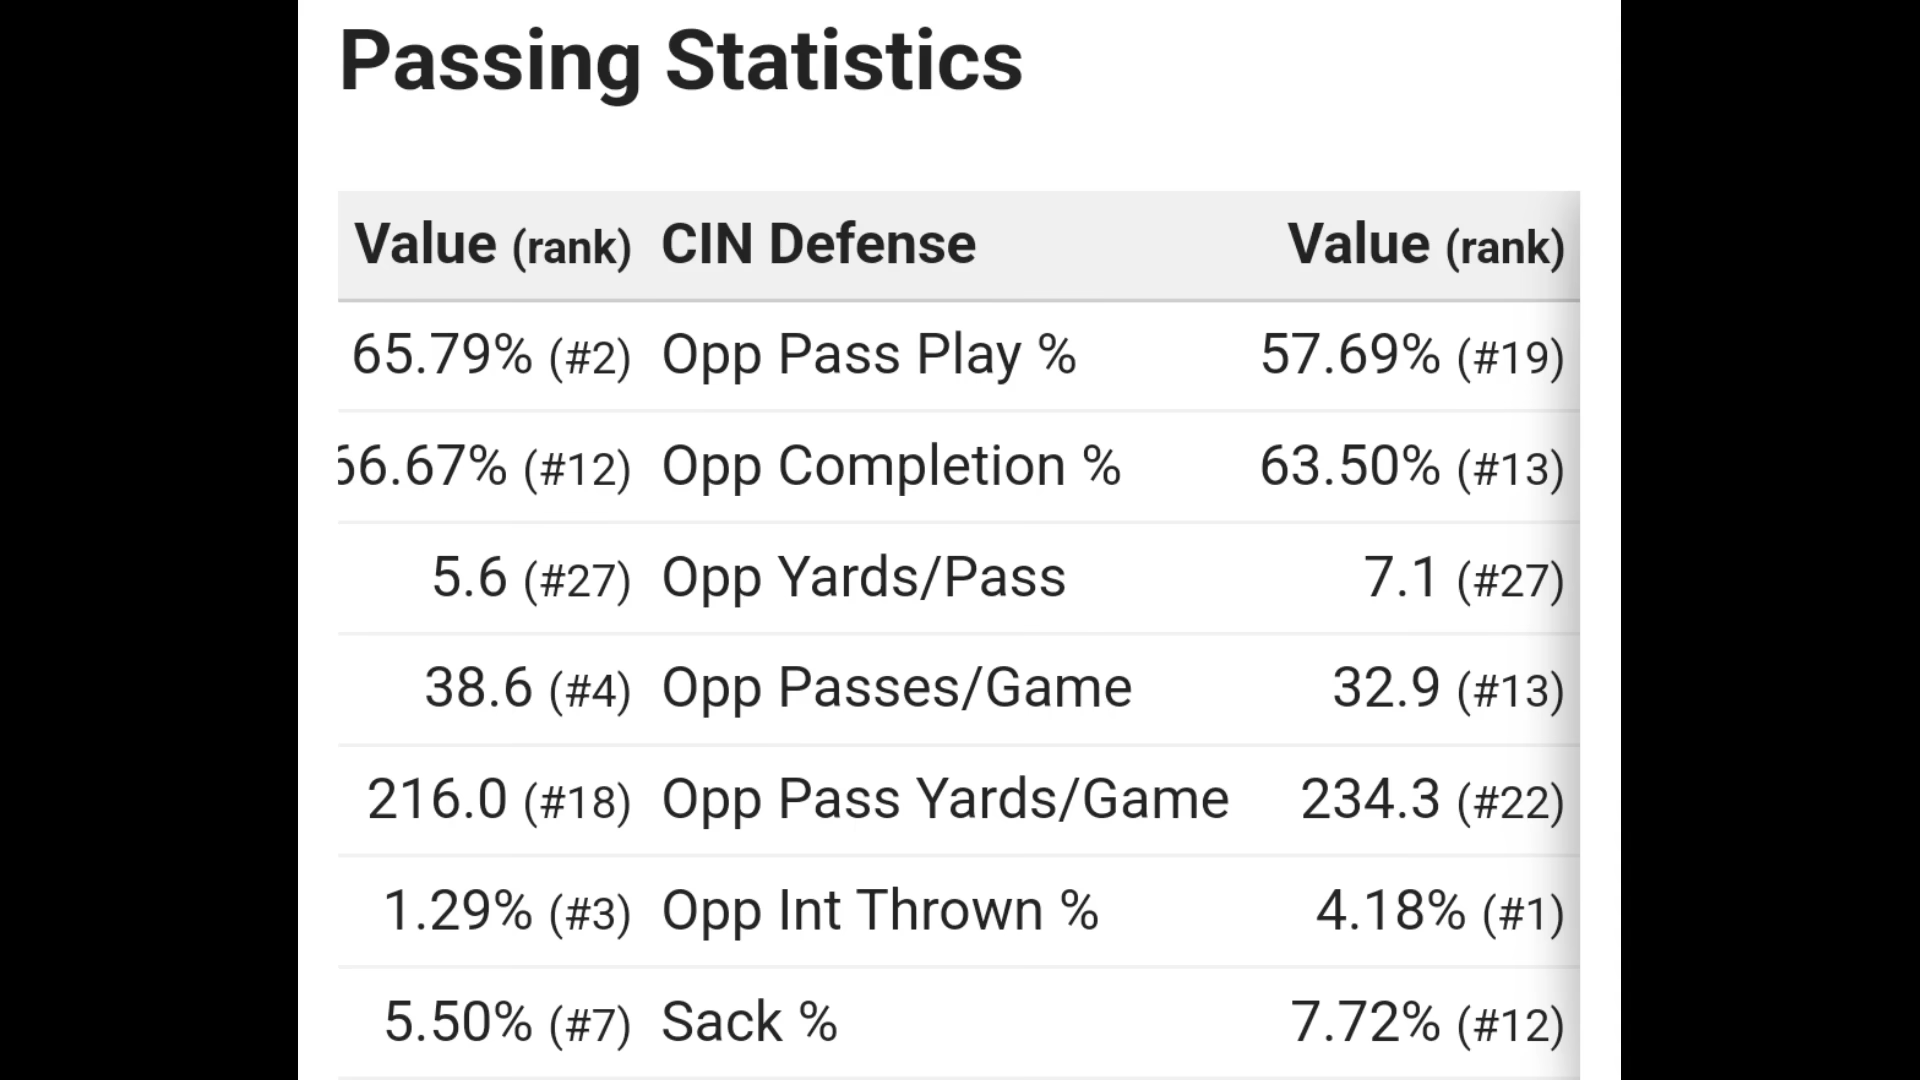 Passing Statistics
Value (rank) CIN Defense Value (rank)
65.79% (#2) Opp Pass Play % 57.69% (#19)
66.67% (#12) Opp Completion % 63.50% (#13)
5.6 (#27) Opp Yards/Pass 7.1 (#27)
38.6 (#4) Opp Passes/Game 32.9 (#13)
216.0 (#18) Opp Pass Yards/Game 234.3 (#22)
1.29% (#3) Opp Int Thrown % 4.18% (#1)
5.50% (#7) Sack % 7.72% (#12)